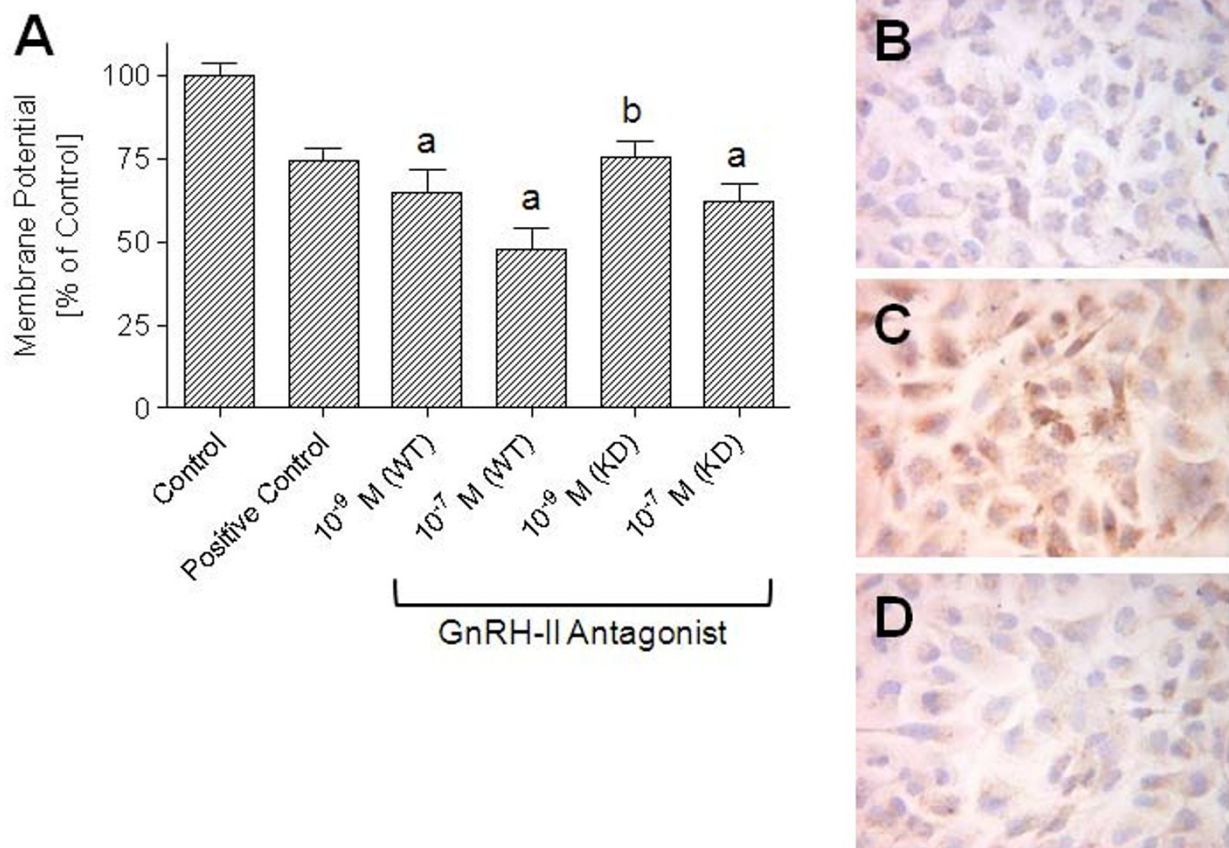 A
Membrane Potential
[% of Control]
100
75
50
25
0
a
a
b
a
Control
Positive Control
10-9 M (WT)
10-7 M (WT)
10-9 M (KD)
10-7 M (KD)
GnRH-II Antagonist
B
C
D